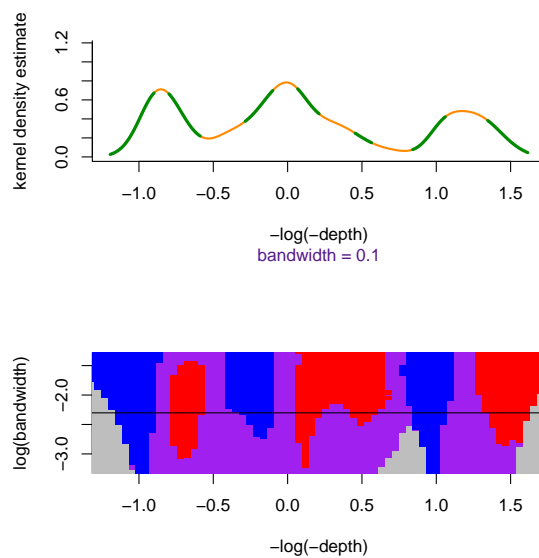 kernel density estimate
0.0 0.6 1.2
−1.0 −0.5 0.0 0.5 1.0 1.5
−log(−depth)
bandwidth = 0.1
log(bandwidth)
−3.0 −2.0
−1.0 −0.5 0.0 0.5 1.0 1.5
−log(−depth)